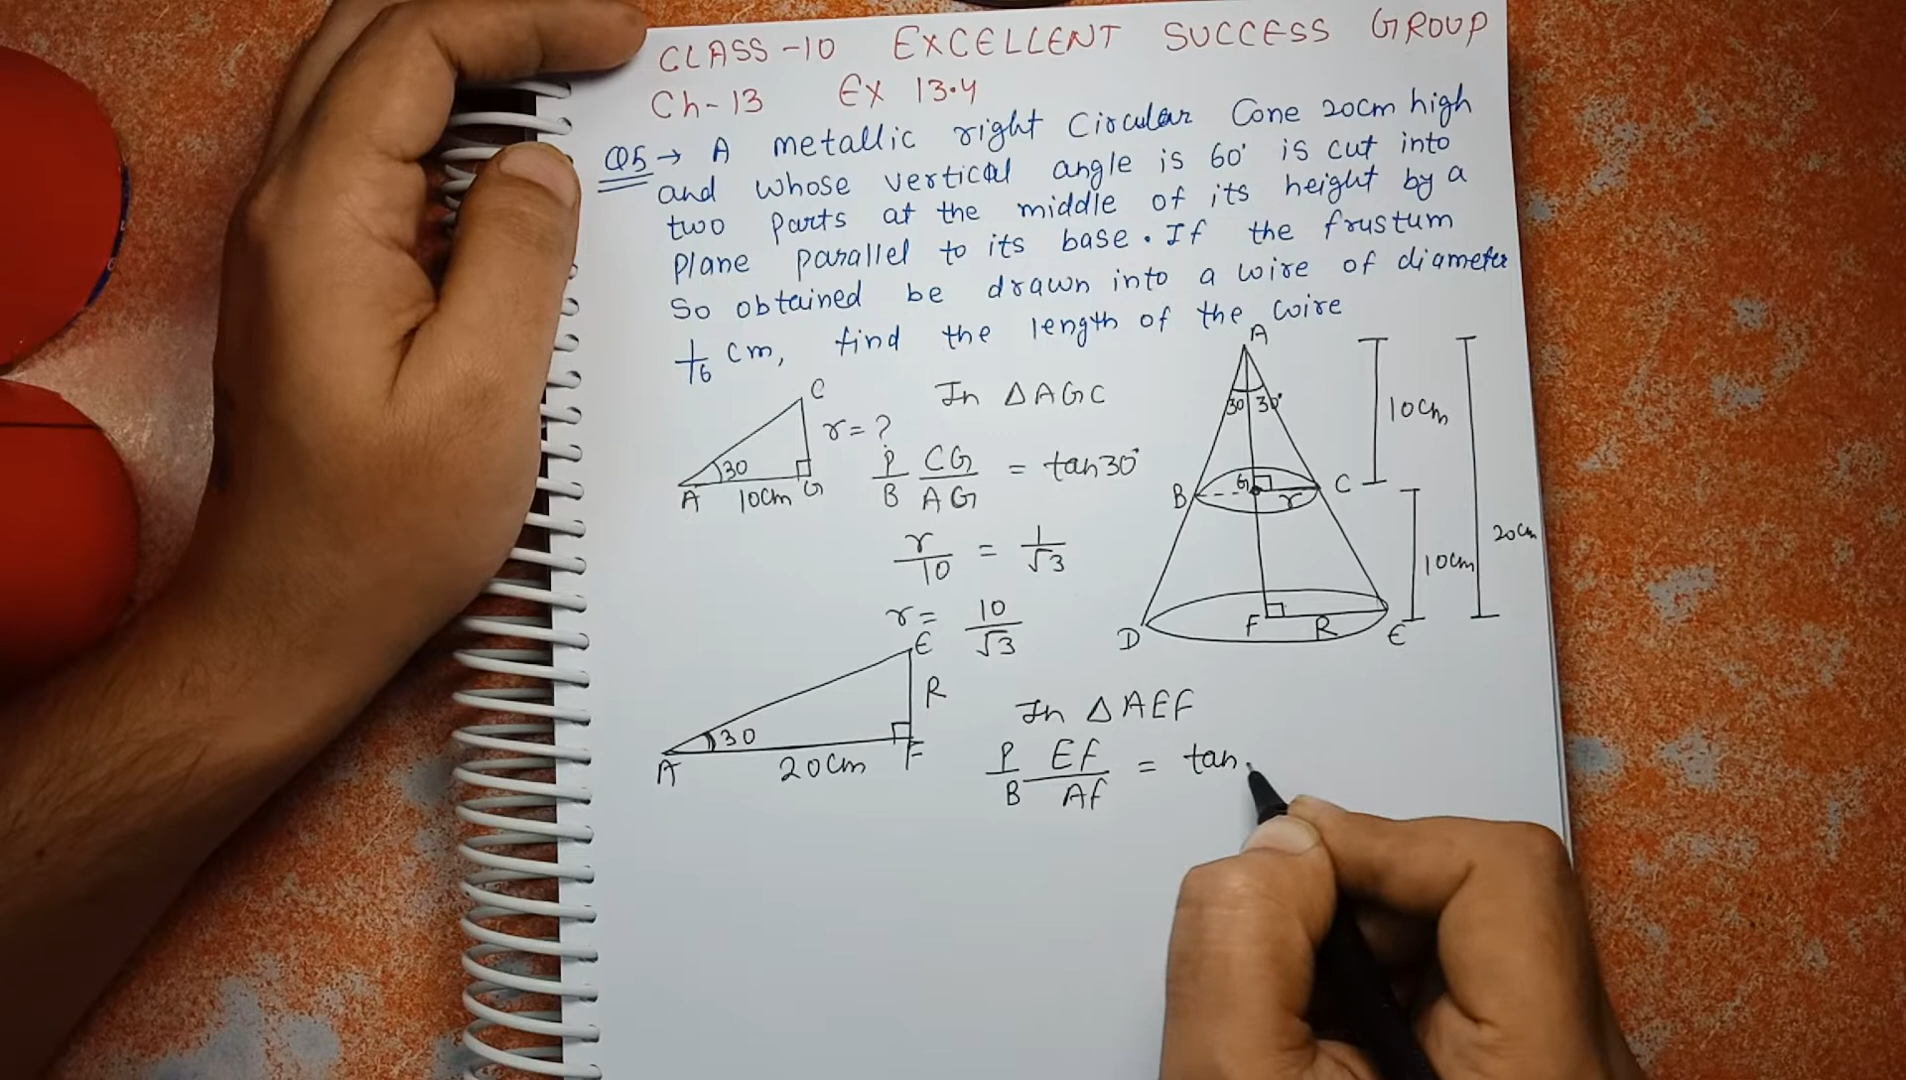 CLASS-10 EXCELLENT SUCCESS GROUP
Ch-13 Ex 13.4
Q5→ A metallic right Circular Cone 20cm high
and whose vertical angle is 60° is cut into
two parts at the middle of its height by a
Plane parallel to its base. If the frustum
So obtained be drawn into a wire of diameter
1/16 cm, find the length of the wire
A
30 30°
10cm
20cm
B G r C
10cm
D F R E
C
r = ?
30
A 10cm G
In △AGC
P/B CG/AG = tan30°
r/10 = 1/√3
r = 10/√3
E
R
30
A 20cm F
In △AEF
P/B EF/AF = tan